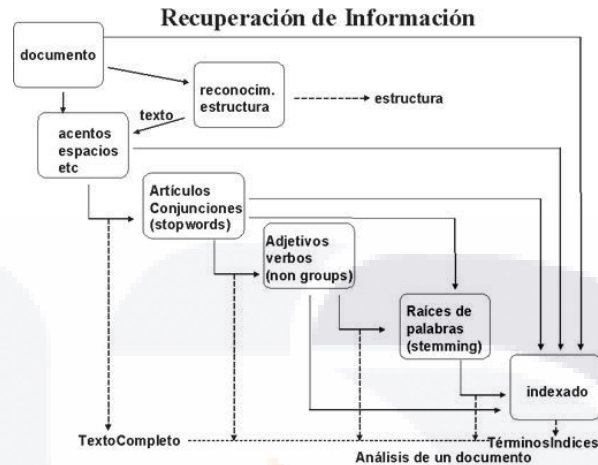 Recuperación de Información
documento
reconocim.
estructura
estructura
texto
acentos
espacios
etc
Artículos
Conjunciones
(stopwords)
Adjetivos
verbos
(non groups)
Raíces de
palabras
(stemming)
indexado
TextoCompleto
TérminosIndices
Análisis de un documento